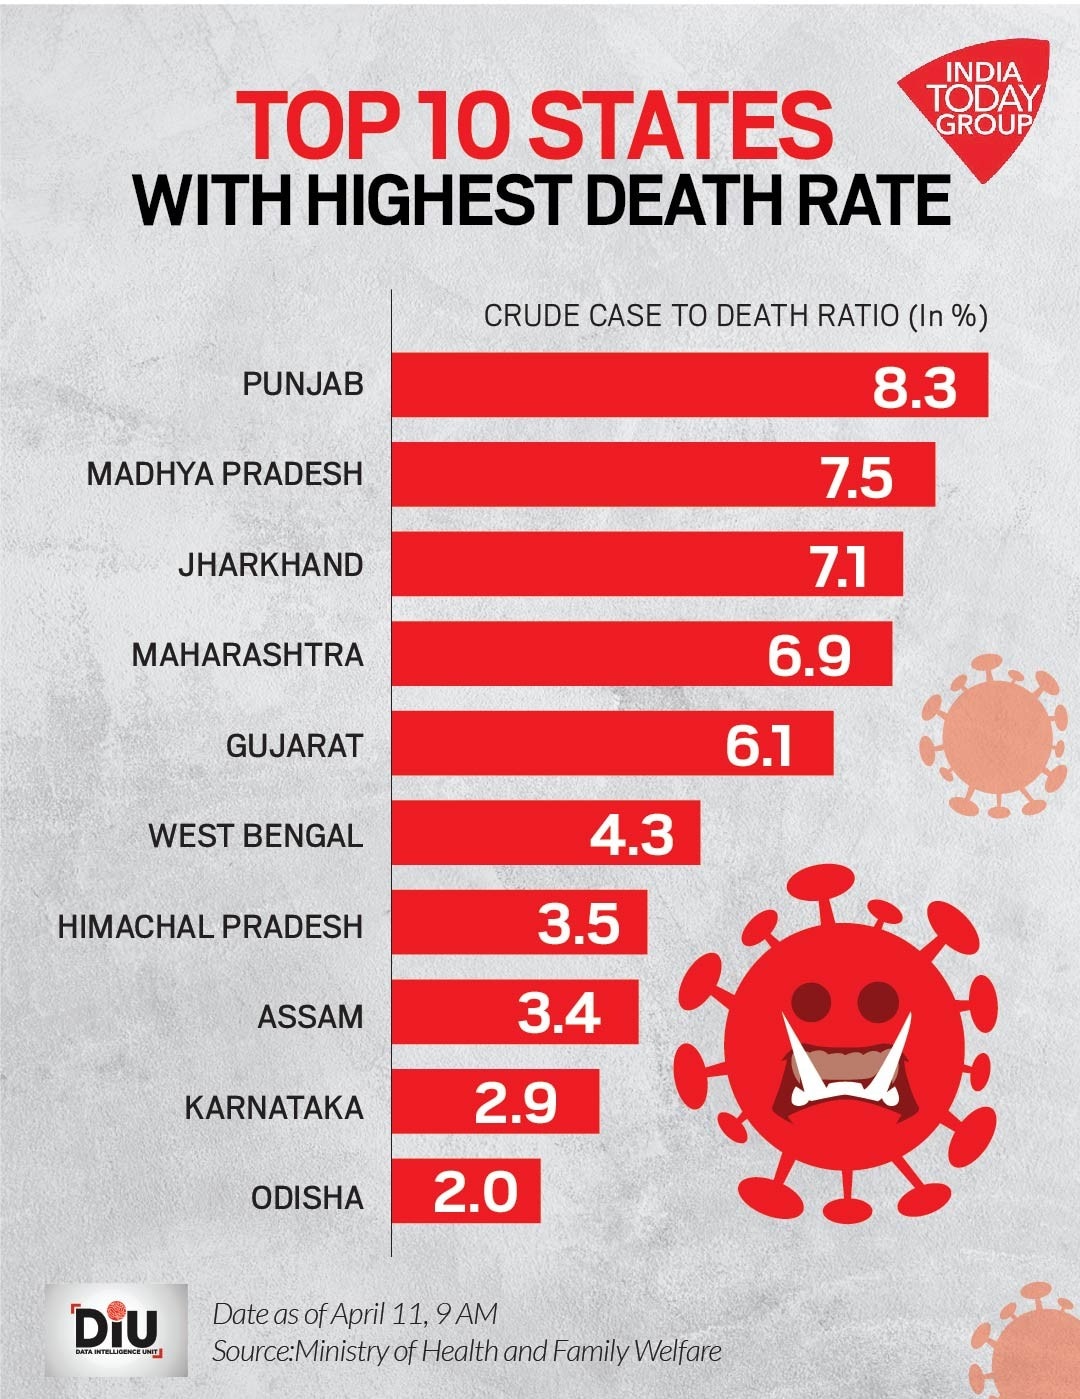 INDIA
TODAY
GROUP
TOP 10 STATES
WITH HIGHEST DEATH RATE
CRUDE CASE TO DEATH RATIO (In %)
PUNJAB 8.3
MADHYA PRADESH 7.5
JHARKHAND 7.1
MAHARASHTRA 6.9
GUJARAT 6.1
WEST BENGAL 4.3
HIMACHAL PRADESH 3.5
ASSAM 3.4
KARNATAKA 2.9
ODISHA 2.0
DiU
DATA INTELLIGENCE UNIT
Date as of April 11, 9 AM
Source:Ministry of Health and Family Welfare